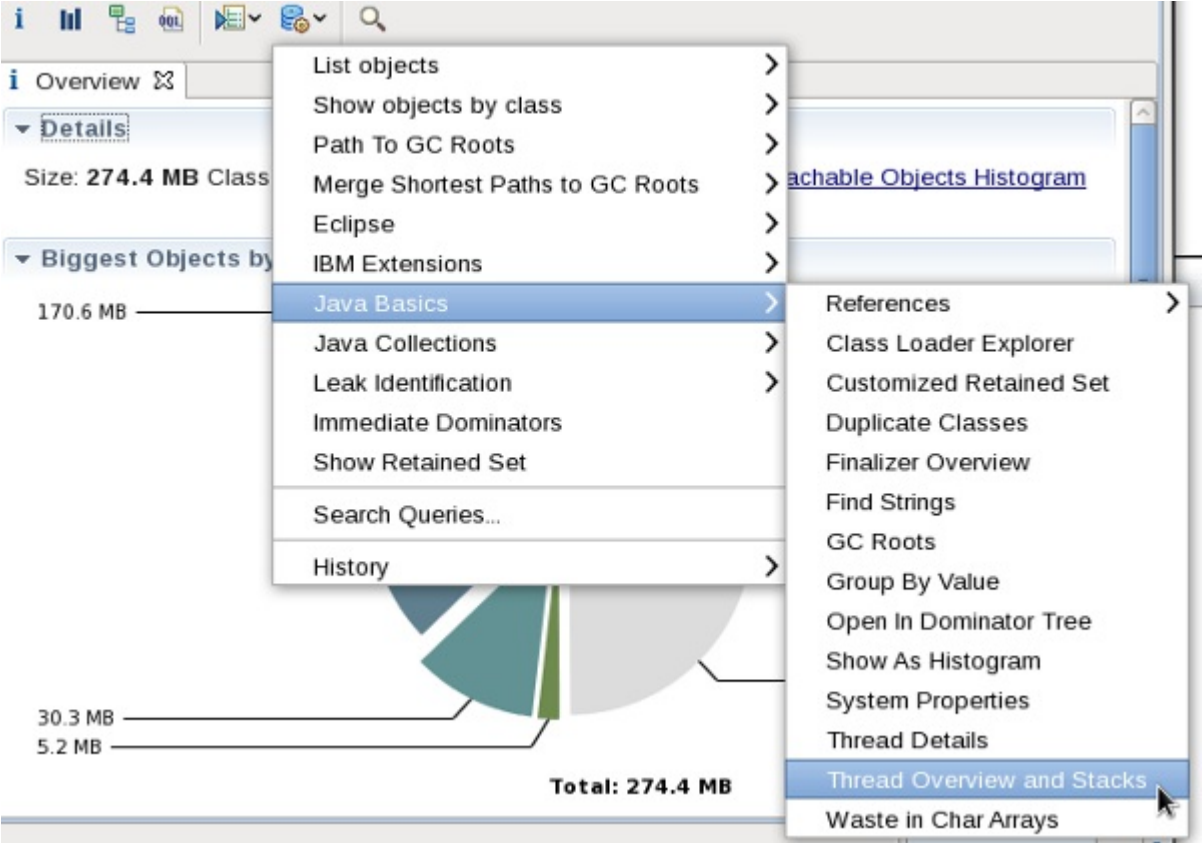 i
OQL
i Overview
Details
Size: 274.4 MB Class
achable Objects Histogram
Biggest Objects by
170.6 MB
30.3 MB
5.2 MB
Total: 274.4 MB
List objects
Show objects by class
Path To GC Roots
Merge Shortest Paths to GC Roots
Eclipse
IBM Extensions
Java Basics
Java Collections
Leak Identification
Immediate Dominators
Show Retained Set
Search Queries...
History
References
Class Loader Explorer
Customized Retained Set
Duplicate Classes
Finalizer Overview
Find Strings
GC Roots
Group By Value
Open In Dominator Tree
Show As Histogram
System Properties
Thread Details
Thread Overview and Stacks
Waste in Char Arrays